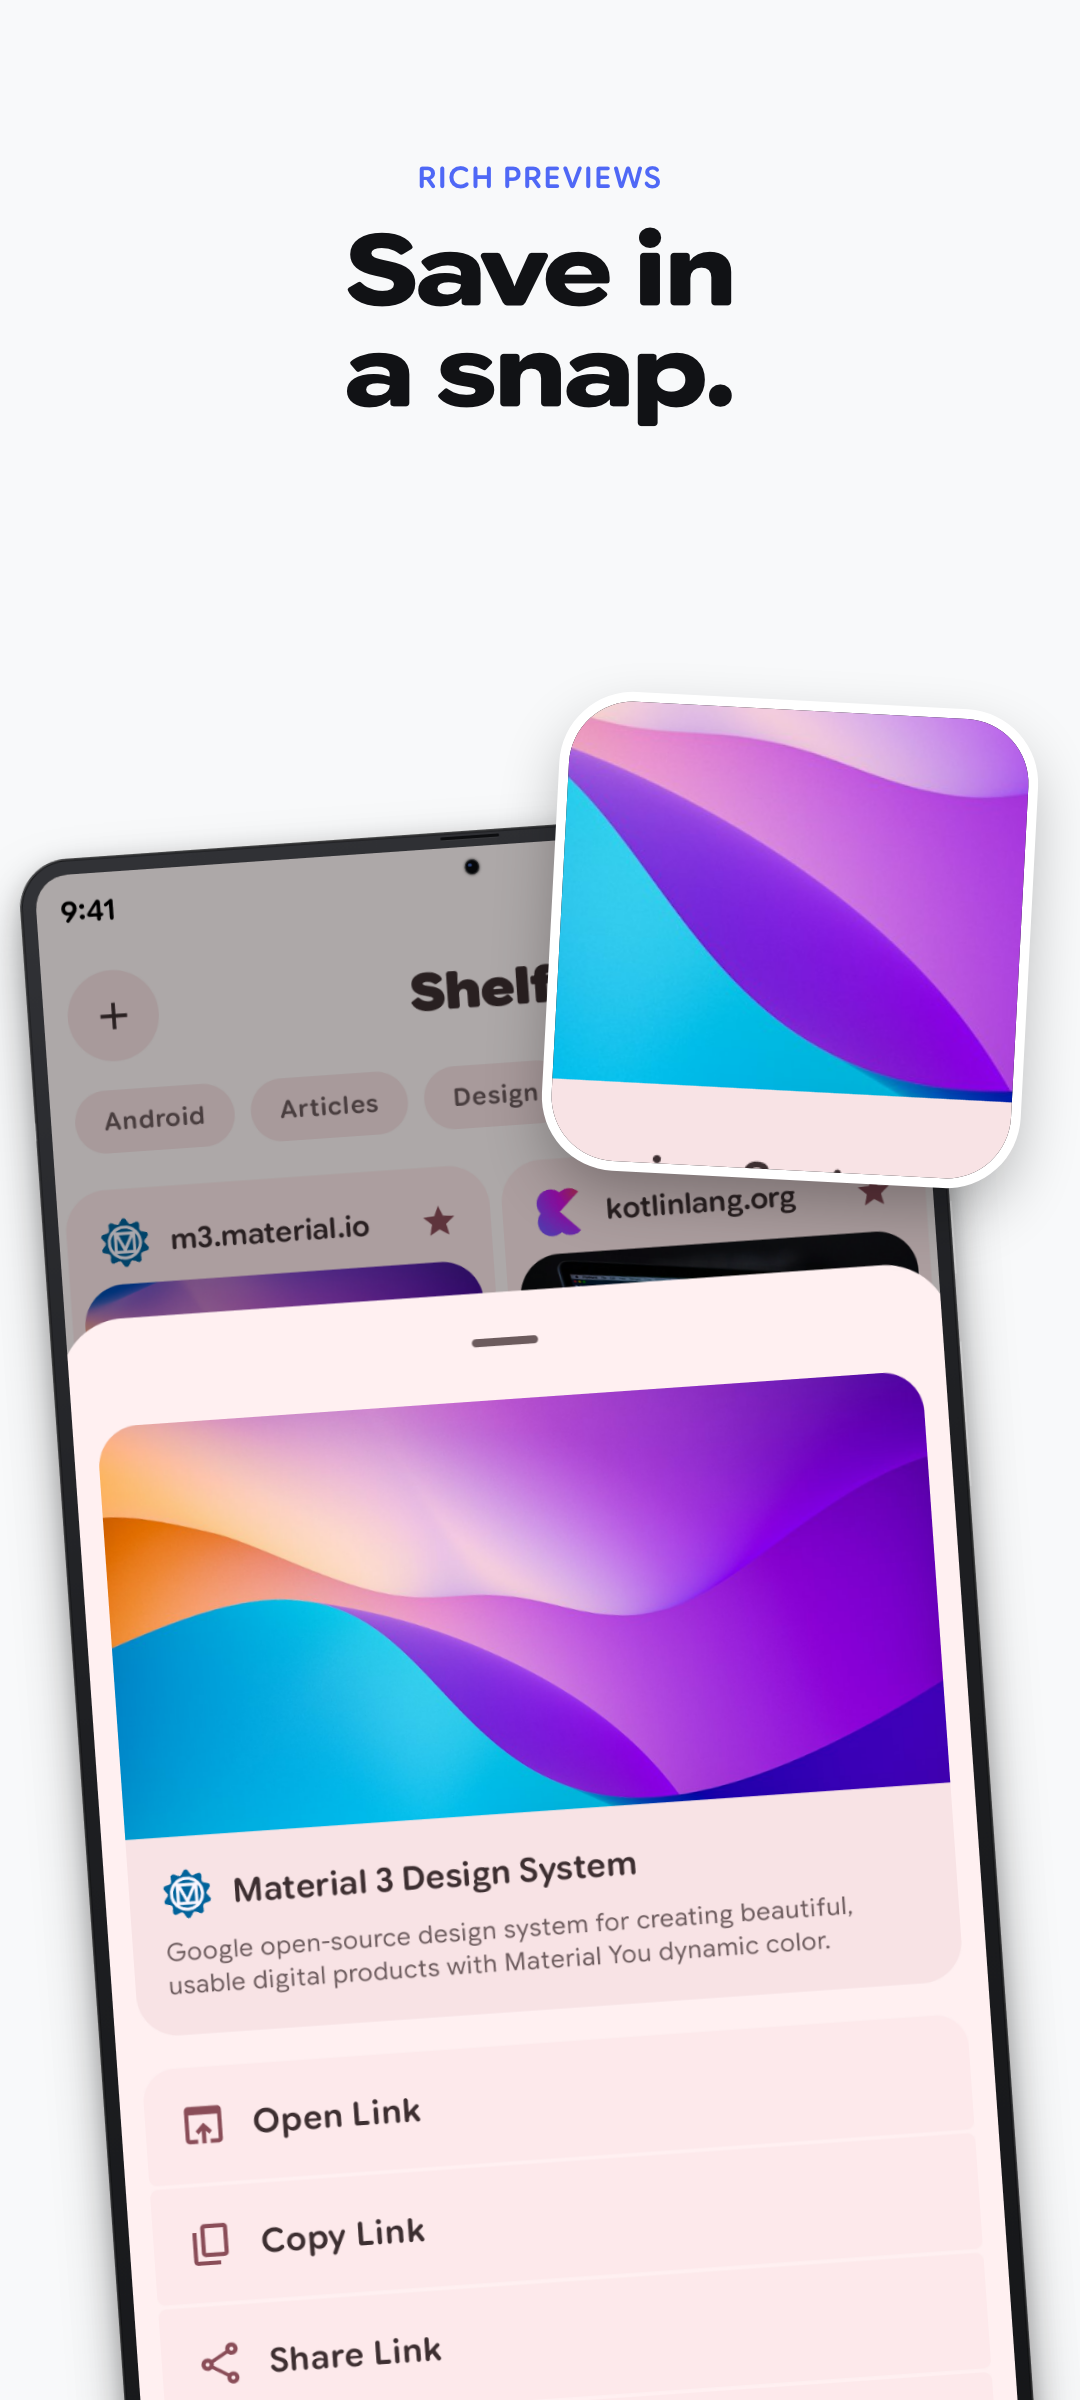 RICH PREVIEWS
Save in
a snap.
9:41
Shelf
Android
Articles
Design
m3.material.io
kotlinlang.org
Material 3 Design System
Google open-source design system for creating beautiful,
usable digital products with Material You dynamic color.
Open Link
Copy Link
Share Link